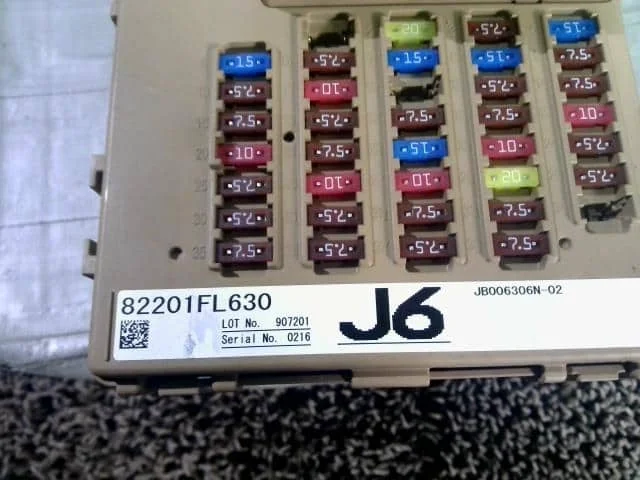 20 7.5 15
15 7.5 15 15 7.5
7.5 10 7.5 10
7.5 7.5 7.5 7.5 7.5
10 7.5 15 10 7.5
7.5 10 10 20
7.5 7.5 7.5 7.5
7.5 7.5 7.5 7.5
20
30
35
82201FL630
LOT No. 907201
Serial No. 0216
J6
JB006306N-02